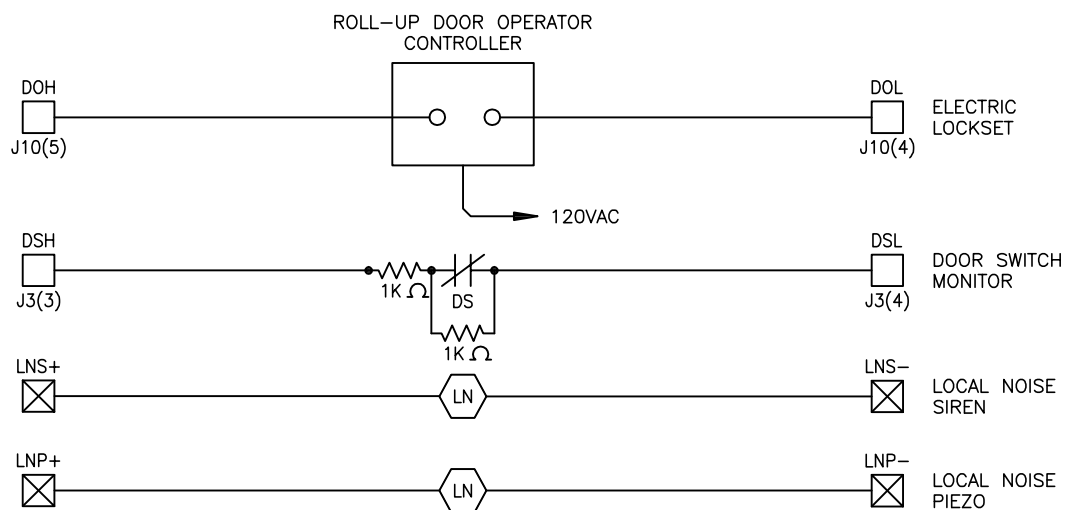 ROLL-UP DOOR OPERATOR
CONTROLLER
DOH
DOL
ELECTRIC
LOCKSET
J10(5)
J10(4)
120VAC
DSH
DSL
DOOR SWITCH
MONITOR
1K Ω
DS
J3(3)
J3(4)
1K Ω
LNS+
LNS-
LN
LOCAL NOISE
SIREN
LNP+
LNP-
LN
LOCAL NOISE
PIEZO